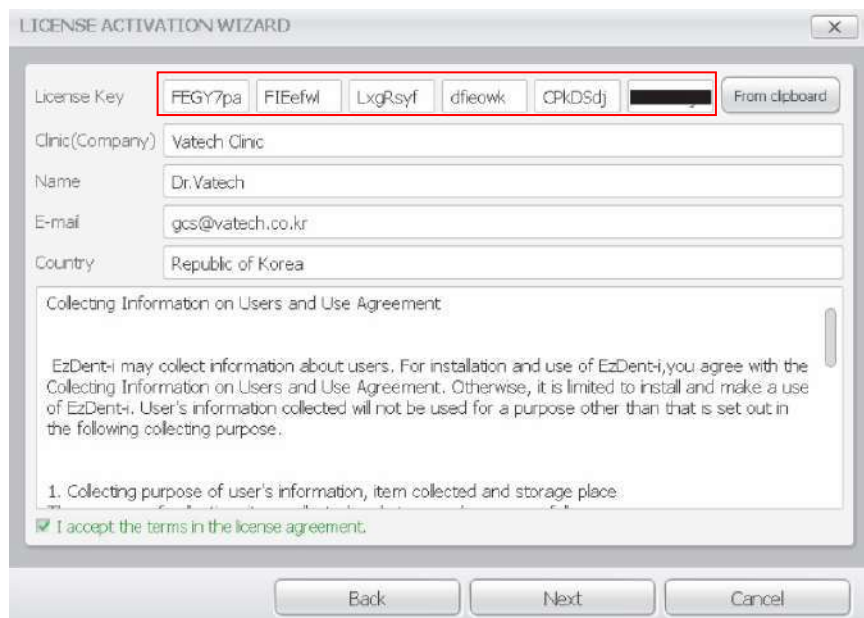 LICENSE ACTIVATION WIZARD
License Key FEGY7pa FIEefwl LxgRsyf dfieowk CPkDSdj From clipboard
Clinic(Company) Vatech Clinic
Name Dr.Vatech
E-mail gcs@vatech.co.kr
Country Republic of Korea
Collecting Information on Users and Use Agreement
EzDent-i may collect information about users. For installation and use of EzDent-i,you agree with the
Collecting Information on Users and Use Agreement. Otherwise, it is limited to install and make a use
of EzDent-i. User's information collected will not be used for a purpose other than that is set out in
the following collecting purpose.
1. Collecting purpose of user's information, item collected and storage place
I accept the terms in the license agreement.
Back Next Cancel